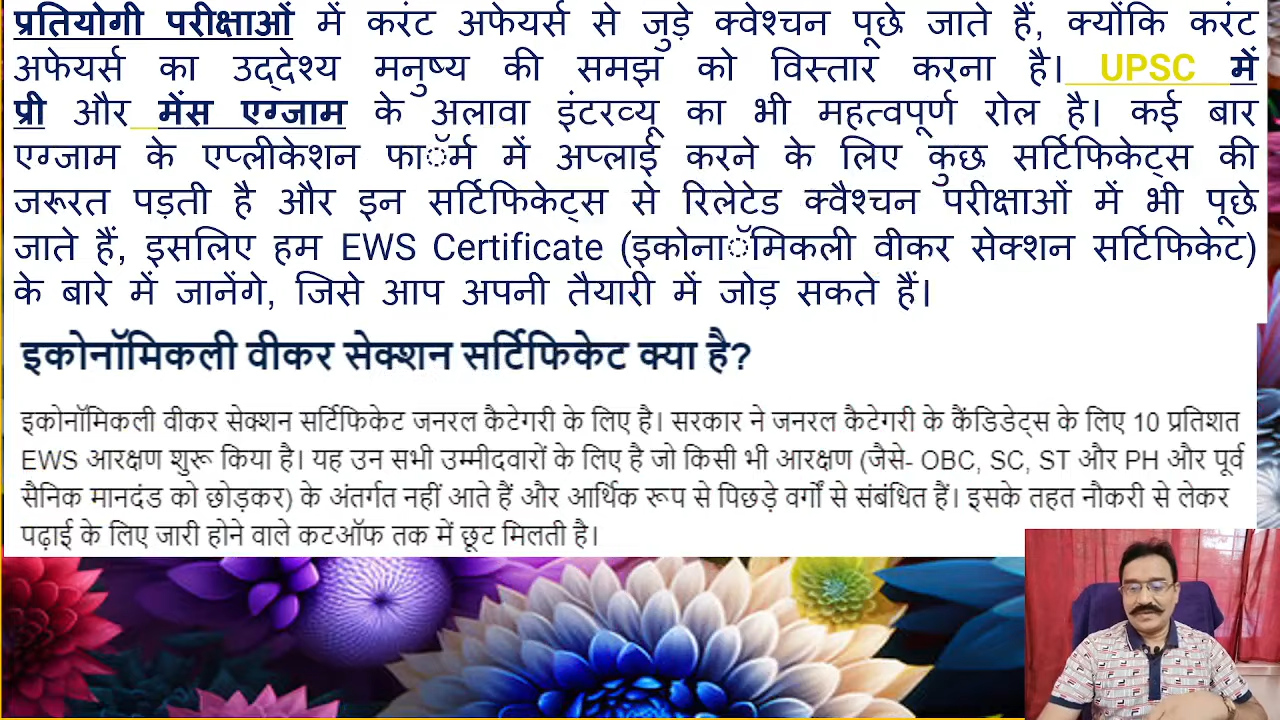 प्रतियोगी परीक्षाओं में करंट अफेयर्स से जुड़े क्वेश्चन पूछे जाते हैं, क्योंकि करंट
अफेयर्स का उद्देश्य मनुष्य की समझ को विस्तार करना है। UPSC में
प्री और मेंस एग्जाम के अलावा इंटरव्यू का भी महत्वपूर्ण रोल है। कई बार
एग्जाम के एप्लीकेशन फाॅर्म में अप्लाई करने के लिए कुछ सर्टिफिकेट्स की
जरूरत पड़ती है और इन सर्टिफिकेट्स से रिलेटेड क्वैश्चन परीक्षाओं में भी पूछे
जाते हैं, इसलिए हम EWS Certificate (इकोनाॅमिकली वीकर सेक्शन सर्टिफिकेट)
के बारे में जानेंगे, जिसे आप अपनी तैयारी में जोड़ सकते हैं।
इकोनॉमिकली वीकर सेक्शन सर्टिफिकेट क्या है?
इकोनॉमिकली वीकर सेक्शन सर्टिफिकेट जनरल कैटेगरी के लिए है। सरकार ने जनरल कैटेगरी के कैंडिडेट्स के लिए 10 प्रतिशत
EWS आरक्षण शुरू किया है। यह उन सभी उम्मीदवारों के लिए है जो किसी भी आरक्षण (जैसे- OBC, SC, ST और PH और पूर्व
सैनिक मानदंड को छोड़कर) के अंतर्गत नहीं आते हैं और आर्थिक रूप से पिछड़े वर्गों से संबंधित हैं। इसके तहत नौकरी से लेकर
पढ़ाई के लिए जारी होने वाले कटऑफ तक में छूट मिलती है।